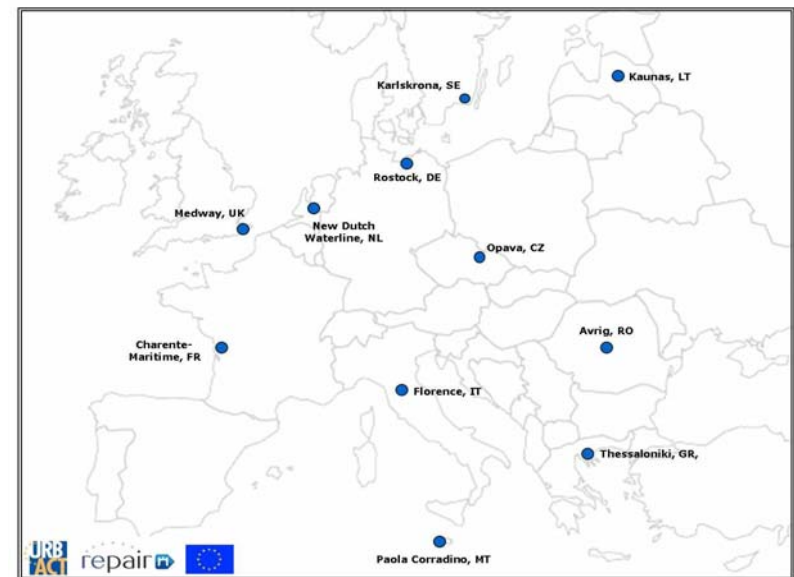 Karlskrona, SE
Kaunas, LT
Rostock, DE
Medway, UK
New Dutch
Waterline, NL
Opava, CZ
Charente-
Maritime, FR
Avrig, RO
Florence, IT
Thessaloniki, GR,
Paola Corradino, MT
URB
ACT
repair